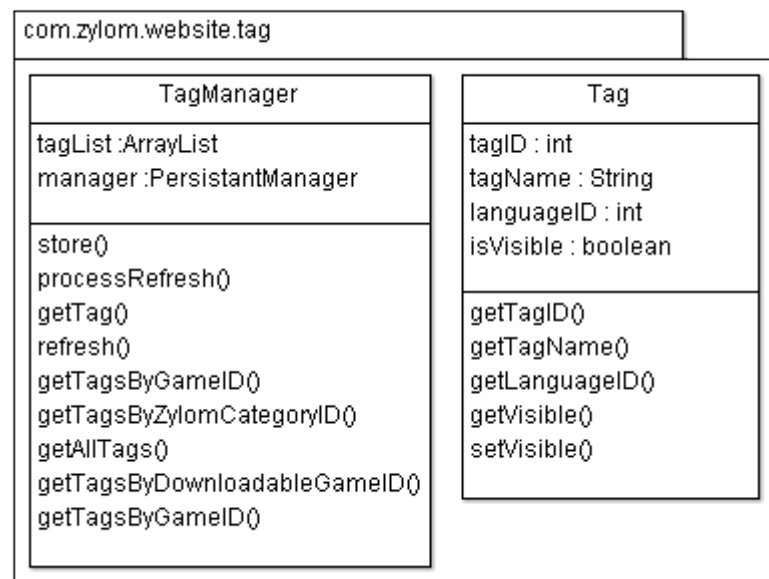 com.zylom.website.tag
TagManager
tagList :ArrayList
manager :PersistantManager
store()
processRefresh()
getTag()
refresh()
getTagsByGameID()
getTagsByZylomCategoryID()
getAllTags()
getTagsByDownloadableGameID()
getTagsByGameID()
Tag
tagID : int
tagName : String
languageID : int
isVisible : boolean
getTagID()
getTagName()
getLanguageID()
getVisible()
setVisible()